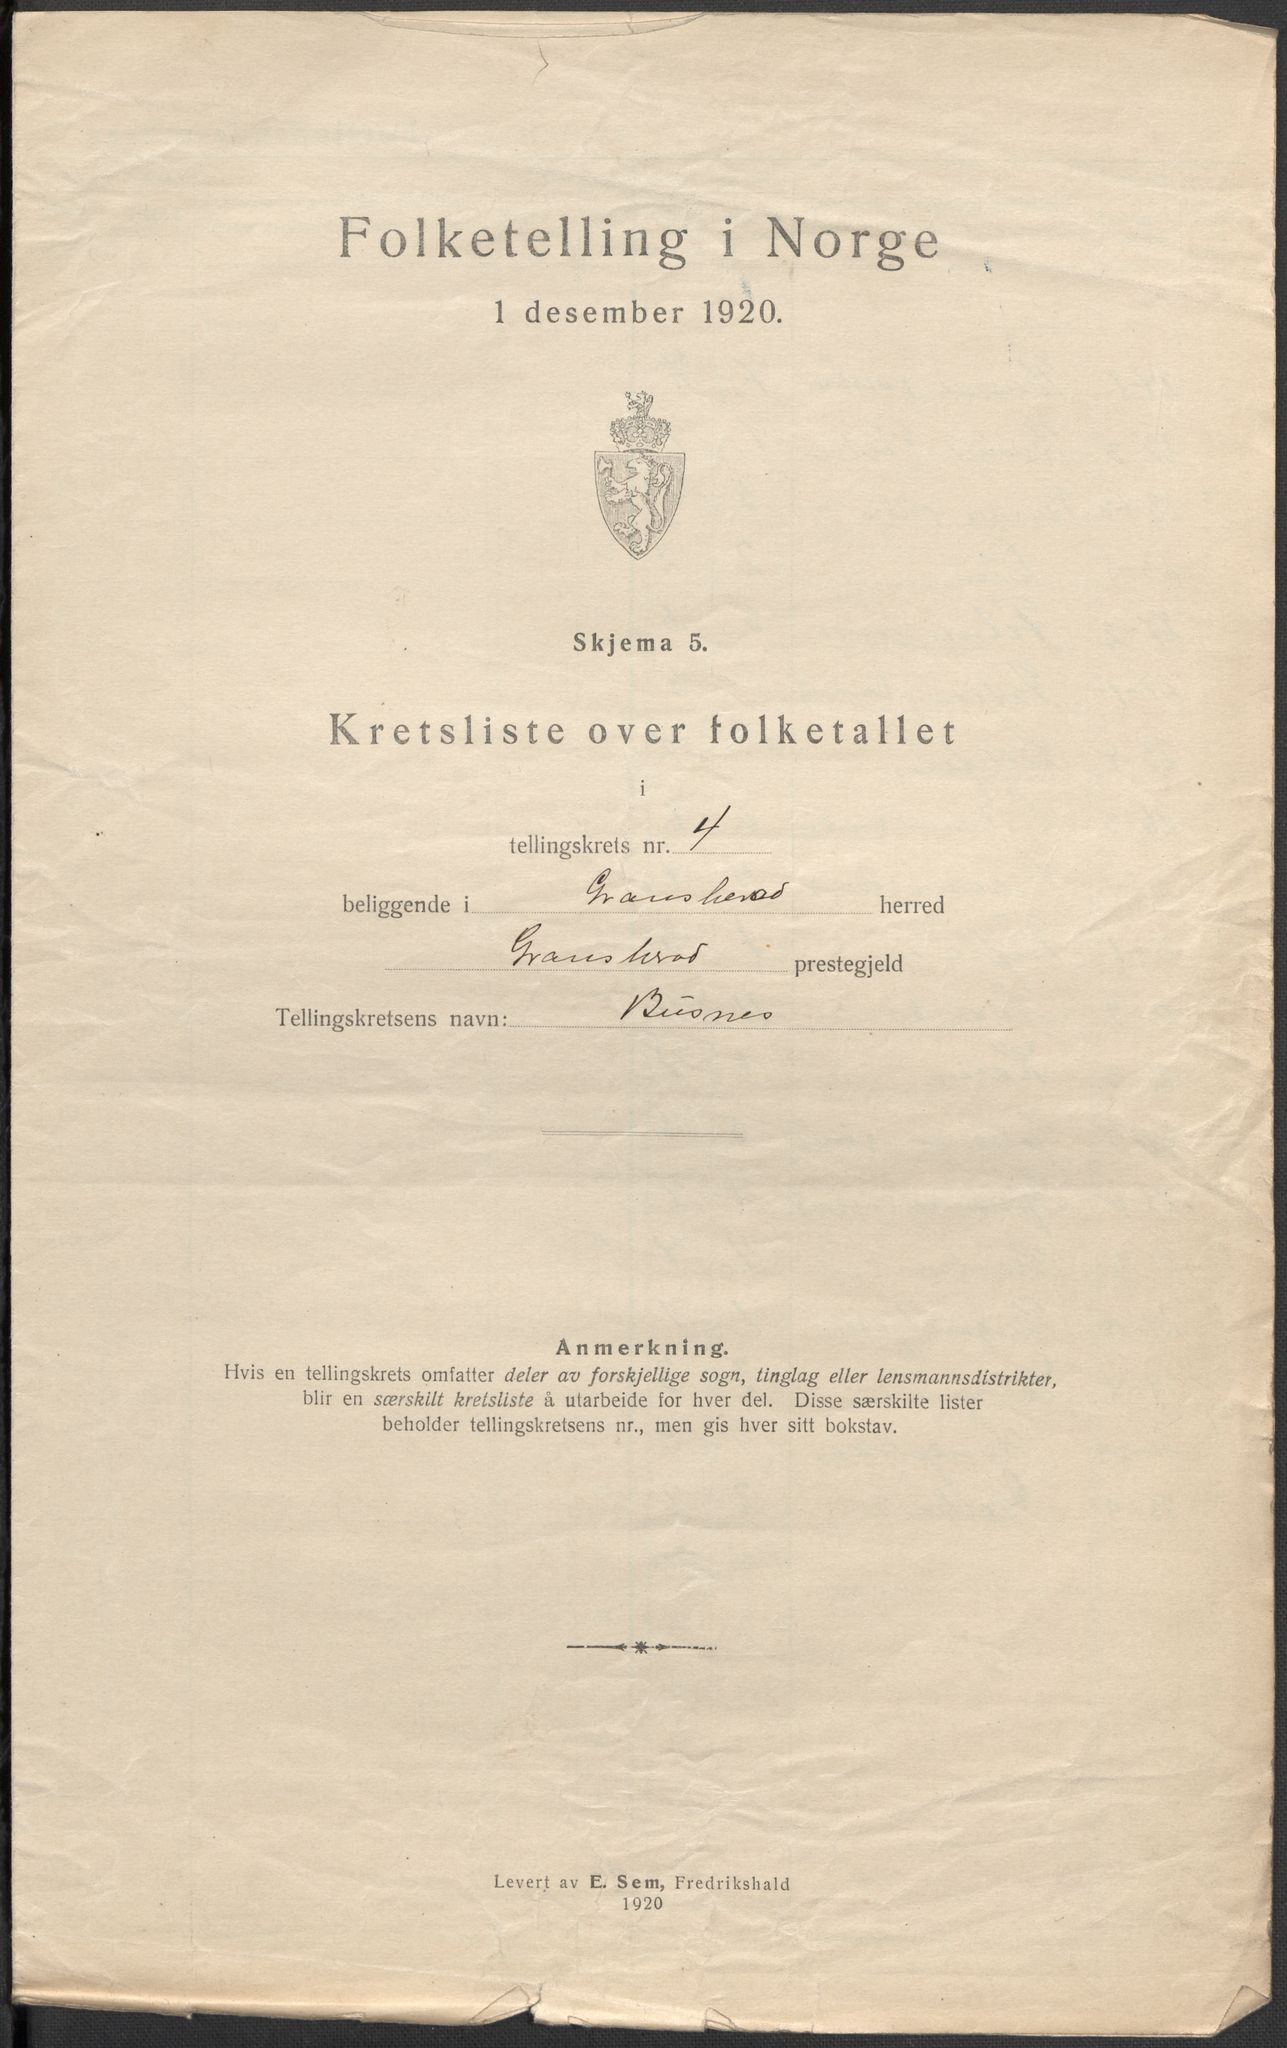 Folketelling i Norge
1 desember 1920.
Skjema 5.
Kretsliste over folketallet
i
tellingskrets nr. 4
beliggende i Gransherad herred
Gransherad prestegjeld
Tellingskretsens navn: Busnes
Anmerkning.
Hvis en tellingskrets omfatter deler av forskjellige sogn, tinglag eller lensmannsdistrikter,
blir en særskilt kretsliste å utarbeide for hver del. Disse særskilte lister
beholder tellingskretsens nr., men gis hver sitt bokstav.
Levert av E. Sem, Fredrikshald
1920